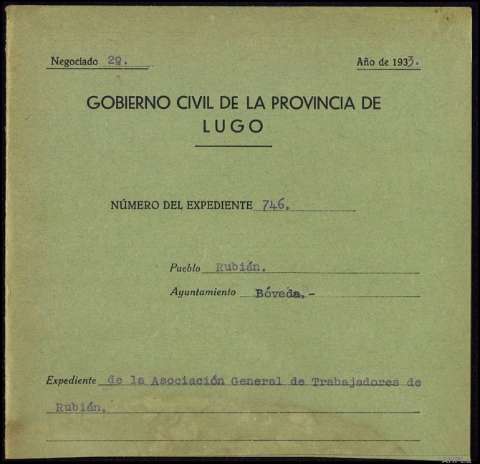 Negociado 2º. Año de 1933.
GOBIERNO CIVIL DE LA PROVINCIA DE
LUGO
NÚMERO DEL EXPEDIENTE 746.
Pueblo Rubián.
Ayuntamiento Bóveda.-
Expediente de la Asociación General de Trabajadores de
Rubián.